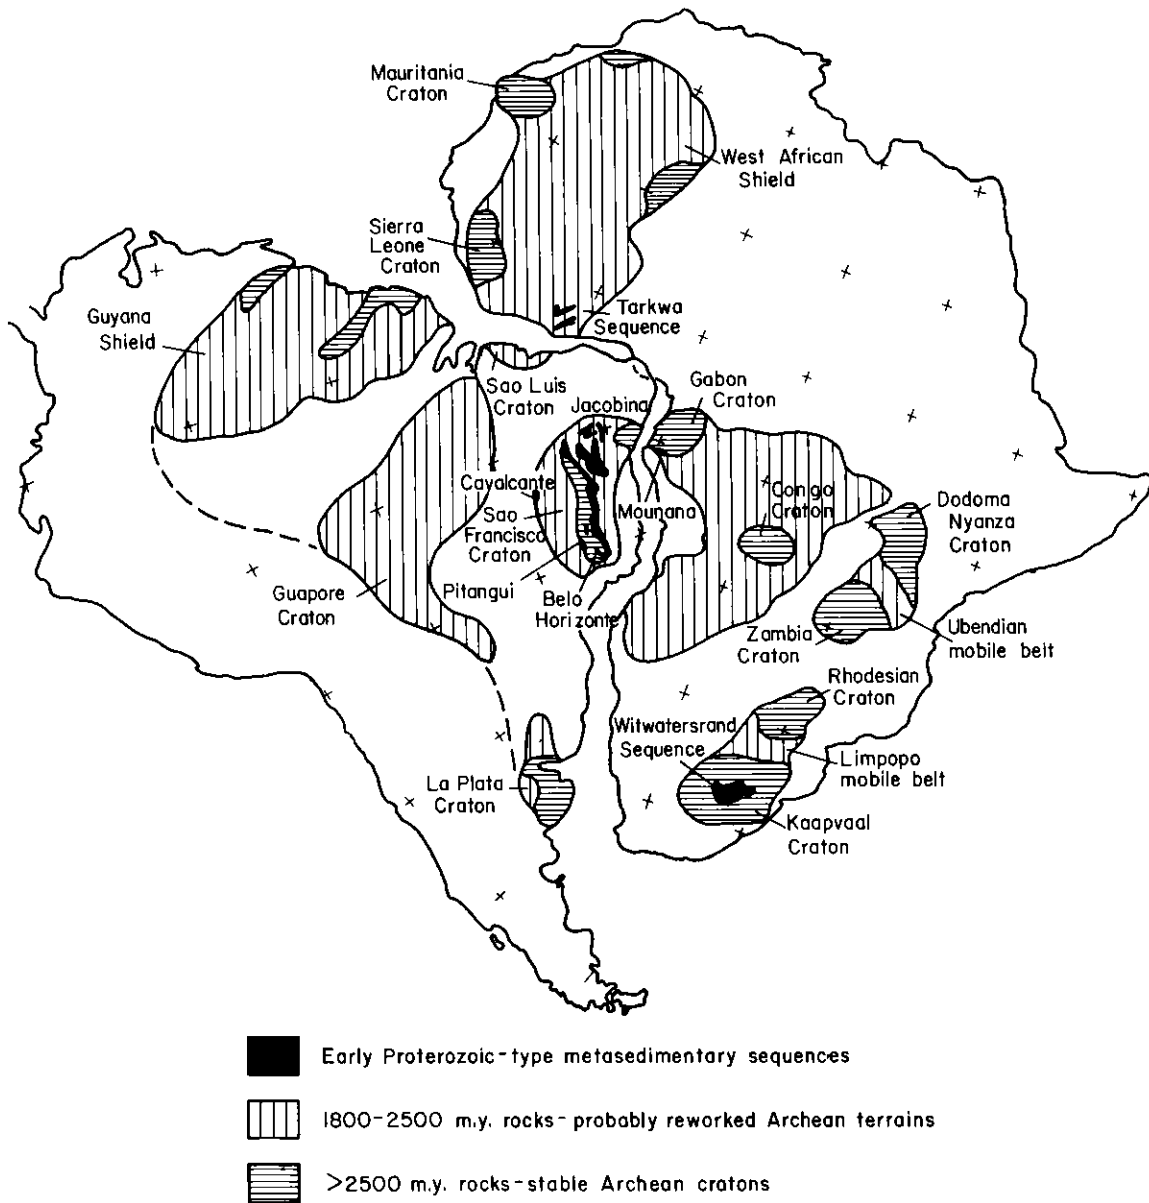 Mauritania
Craton
West African
Shield
Sierra
Leone
Craton
Tarkwa
Sequence
Guyana
Shield
Sao Luis
Craton
Gabon
Craton
Jacobina
Cavalcante
Sao
Francisco
Craton
Mounana
Congo
Craton
Dodoma
Nyanza
Craton
Pitangui
Belo
Horizonte
Guapore
Craton
Zambia
Craton
Ubendian
mobile belt
Rhodesian
Craton
Witwatersrand
Sequence
Limpopo
mobile belt
La Plata
Craton
Kaapvaal
Craton
Early Proterozoic-type metasedimentary sequences
1800-2500 m.y. rocks-probably reworked Archean terrains
>2500 m.y. rocks-stable Archean cratons